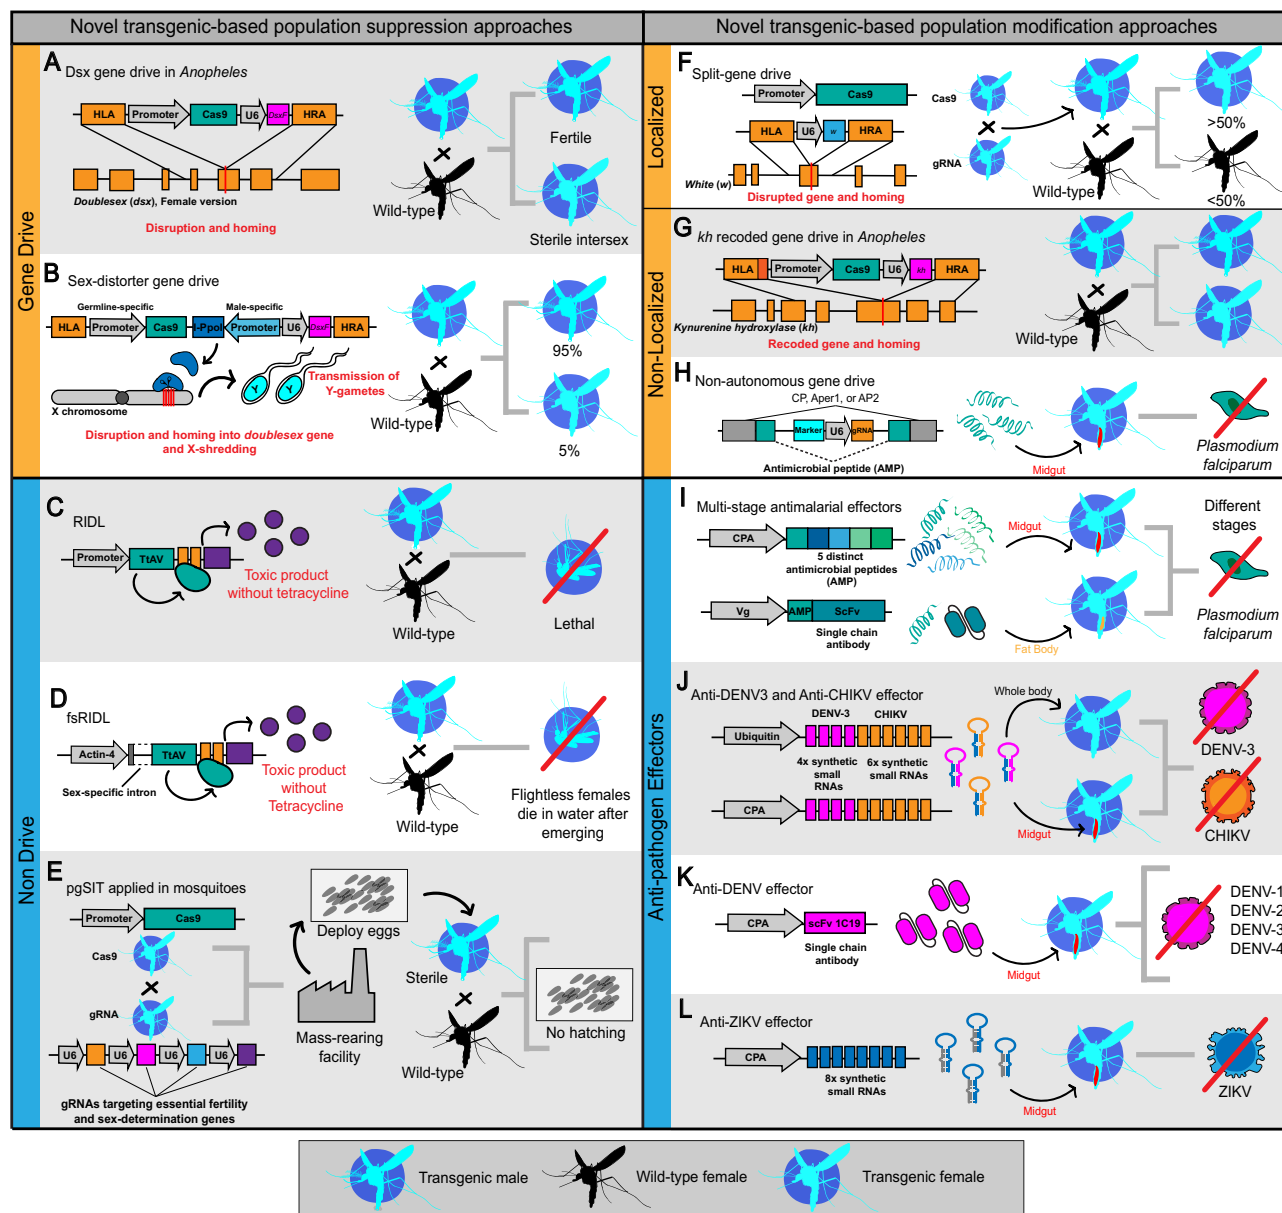 Novel transgenic-based population suppression approaches
Novel transgenic-based population modification approaches
Gene Drive
Non Drive
Localized
Non-Localized
Anti-pathogen Effectors
A
Dsx gene drive in Anopheles
HLA
Promoter
Cas9
U6
DsxF
HRA
Doublesex (dsx), Female version
Disruption and homing
Wild-type
Fertile
Sterile intersex
B
Sex-distorter gene drive
Germline-specific
Male-specific
HLA
Promoter
Cas9
I-PpoI
Promoter
U6
DsxF
HRA
X chromosome
Y
Y
Transmission of
Y-gametes
Disruption and homing into doublesex gene
and X-shredding
Wild-type
95%
5%
C
RIDL
Promoter
TtAV
Toxic product
without tetracycline
Wild-type
Lethal
D
fsRIDL
Actin-4
TtAV
Sex-specific intron
Toxic product
without
Tetracycline
Wild-type
Flightless females
die in water after
emerging
E
pgSIT applied in mosquitoes
Promoter
Cas9
Cas9
gRNA
U6
U6
U6
U6
gRNAs targeting essential fertility
and sex-determination genes
Deploy eggs
Mass-rearing
facility
Sterile
Wild-type
No hatching
F
Split-gene drive
Promoter
Cas9
HLA
U6
w
HRA
White (w)
Disrupted gene and homing
Cas9
gRNA
Wild-type
>50%
<50%
G
kh recoded gene drive in Anopheles
HLA
Promoter
Cas9
U6
kh
HRA
Kynurenine hydroxylase (kh)
Recoded gene and homing
Wild-type
H
Non-autonomous gene drive
CP, Aper1, or AP2
Marker
U6
gRNA
Antimicrobial peptide (AMP)
Midgut
Plasmodium
falciparum
I
Multi-stage antimalarial effectors
CPA
5 distinct
antimicrobial peptides
(AMP)
Midgut
Vg
AMP
ScFv
Single chain
antibody
Fat Body
Different
stages
Plasmodium
falciparum
J
Anti-DENV3 and Anti-CHIKV effector
DENV-3
CHIKV
Ubiquitin
4x synthetic
small
RNAs
6x synthetic
small RNAs
CPA
Whole body
Midgut
DENV-3
CHIKV
K
Anti-DENV effector
CPA
scFv 1C19
Single chain
antibody
Midgut
DENV-1
DENV-2
DENV-3
DENV-4
L
Anti-ZIKV effector
CPA
8x synthetic
small RNAs
Midgut
ZIKV
Transgenic male
Wild-type female
Transgenic female